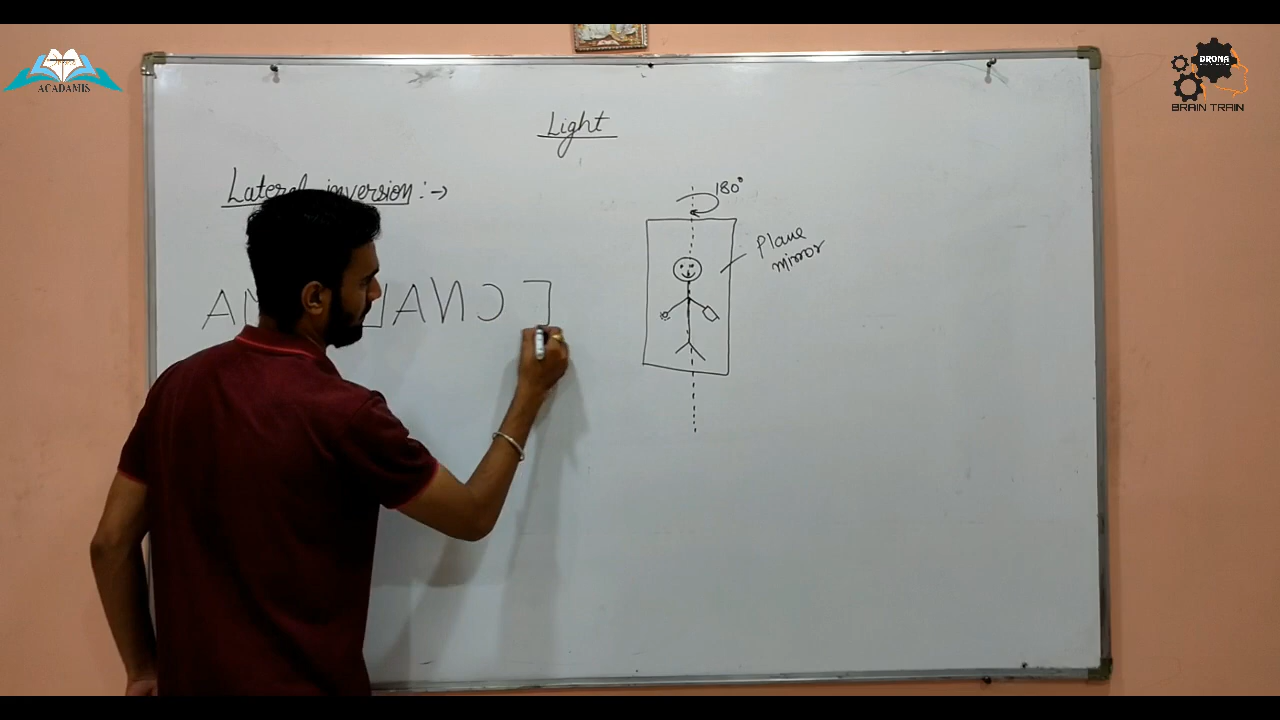 ACADAMIS
DRONA
BRAIN TRAIN
Light
Lateral inversion :→
180°
Plane
mirror